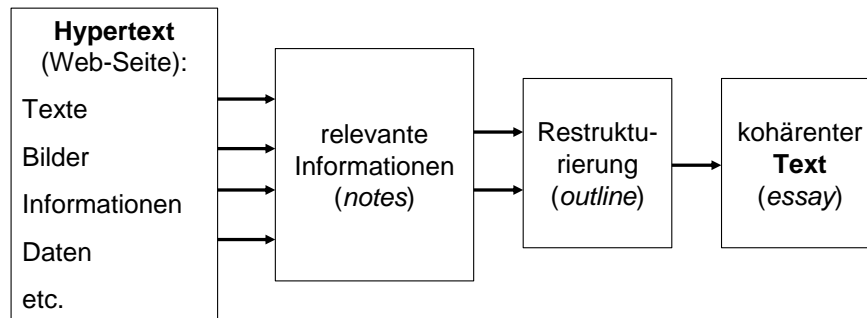 Hypertext
(Web-Seite):
Texte
Bilder
Informationen
Daten
etc.
relevante
Informationen
(notes)
Restruktu-
rierung
(outline)
kohärenter
Text
(essay)